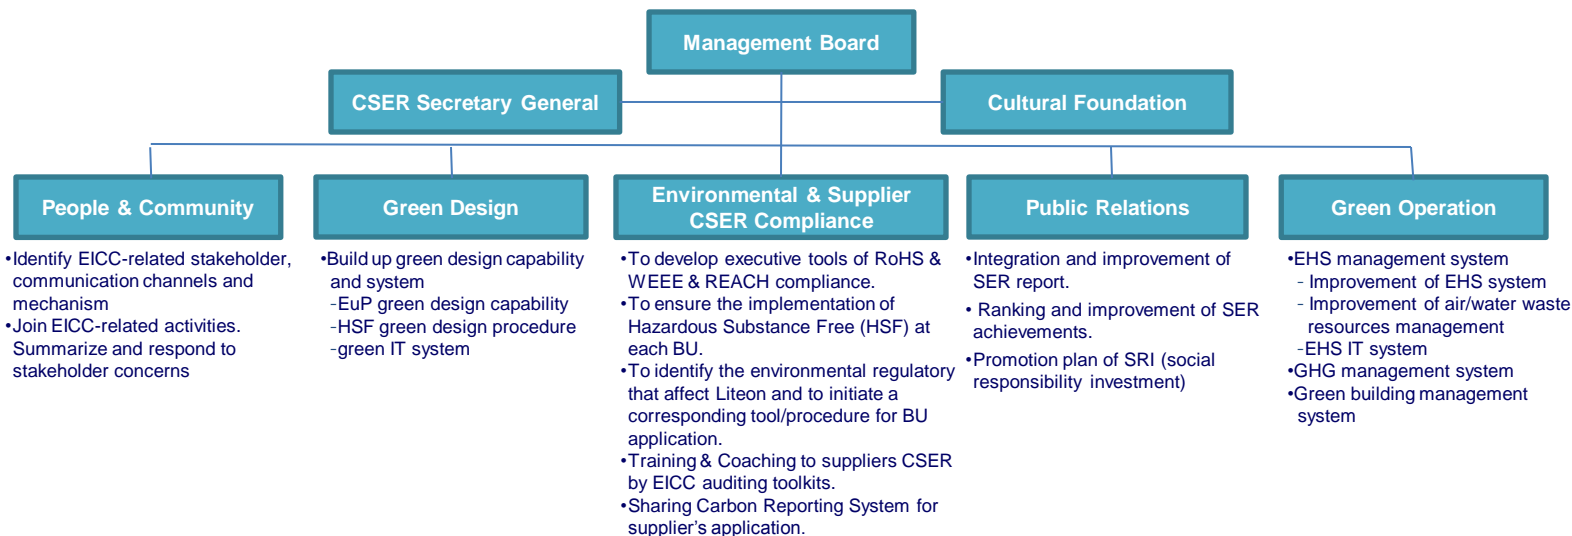 Management Board
CSER Secretary General
Cultural Foundation
People & Community
•Identify EICC-related stakeholder,
communication channels and
mechanism
•Join EICC-related activities.
Summarize and respond to
stakeholder concerns
Green Design
•Build up green design capability
and system
-EuP green design capability
-HSF green design procedure
-green IT system
Environmental & Supplier
CSER Compliance
•To develop executive tools of RoHS &
WEEE & REACH compliance.
•To ensure the implementation of
Hazardous Substance Free (HSF) at
each BU.
•To identify the environmental regulatory
that affect Liteon and to initiate a
corresponding tool/procedure for BU
application.
•Training & Coaching to suppliers CSER
by EICC auditing toolkits.
•Sharing Carbon Reporting System for
supplier's application.
Public Relations
•Integration and improvement of
SER report.
• Ranking and improvement of SER
achievements.
•Promotion plan of SRI (social
responsibility investment)
Green Operation
•EHS management system
- Improvement of EHS system
- Improvement of air/water waste
resources management
-EHS IT system
•GHG management system
•Green building management
system